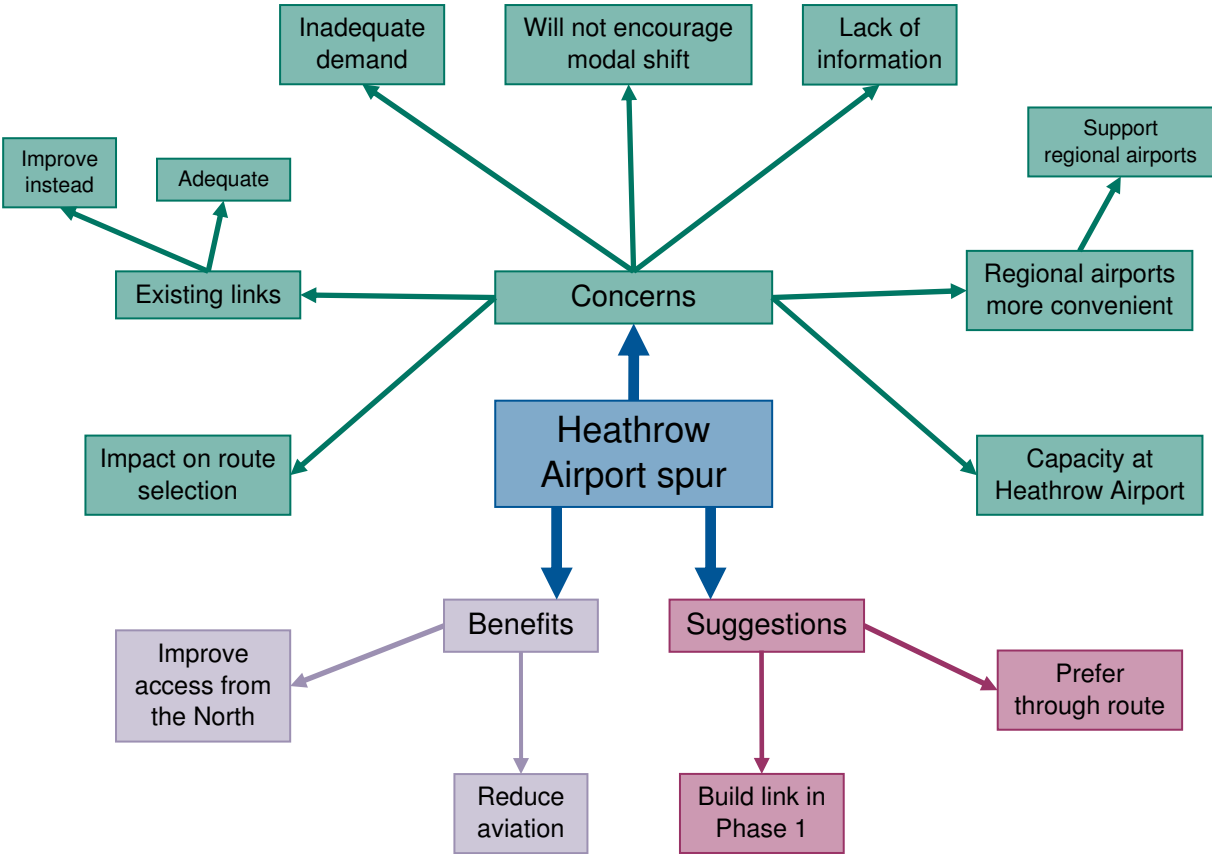 Inadequate
demand
Will not encourage
modal shift
Lack of
information
Support
regional airports
Improve
instead
Adequate
Existing links
Concerns
Regional airports
more convenient
Heathrow
Airport spur
Impact on route
selection
Capacity at
Heathrow Airport
Benefits
Suggestions
Improve
access from
the North
Prefer
through route
Reduce
aviation
Build link in
Phase 1